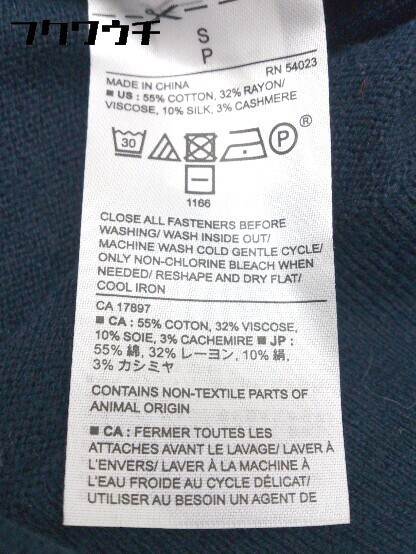 フクワウチ
S
P
RN 54023
MADE IN CHINA
■ US : 55% COTTON, 32% RAYON/
VISCOSE, 10% SILK, 3% CASHMERE
30
P
®
1166
CLOSE ALL FASTENERS BEFORE
WASHING/ WASH INSIDE OUT/
MACHINE WASH COLD GENTLE CYCLE/
ONLY NON-CHLORINE BLEACH WHEN
NEEDED/ RESHAPE AND DRY FLAT/
COOL IRON
CA 17897
■ CA : 55% COTON, 32% VISCOSE,
10% SOIE, 3% CACHEMIRE ■ JP :
55% 綿, 32% レーヨン, 10% 絹,
3% カシミヤ
CONTAINS NON-TEXTILE PARTS OF
ANIMAL ORIGIN
■ CA : FERMER TOUTES LES
ATTACHES AVANT LE LAVAGE/ LAVER À
L'ENVERS/ LAVER À LA MACHINE À
L'EAU FROIDE AU CYCLE DÉLICAT/
UTILISER AU BESOIN UN AGENT DE